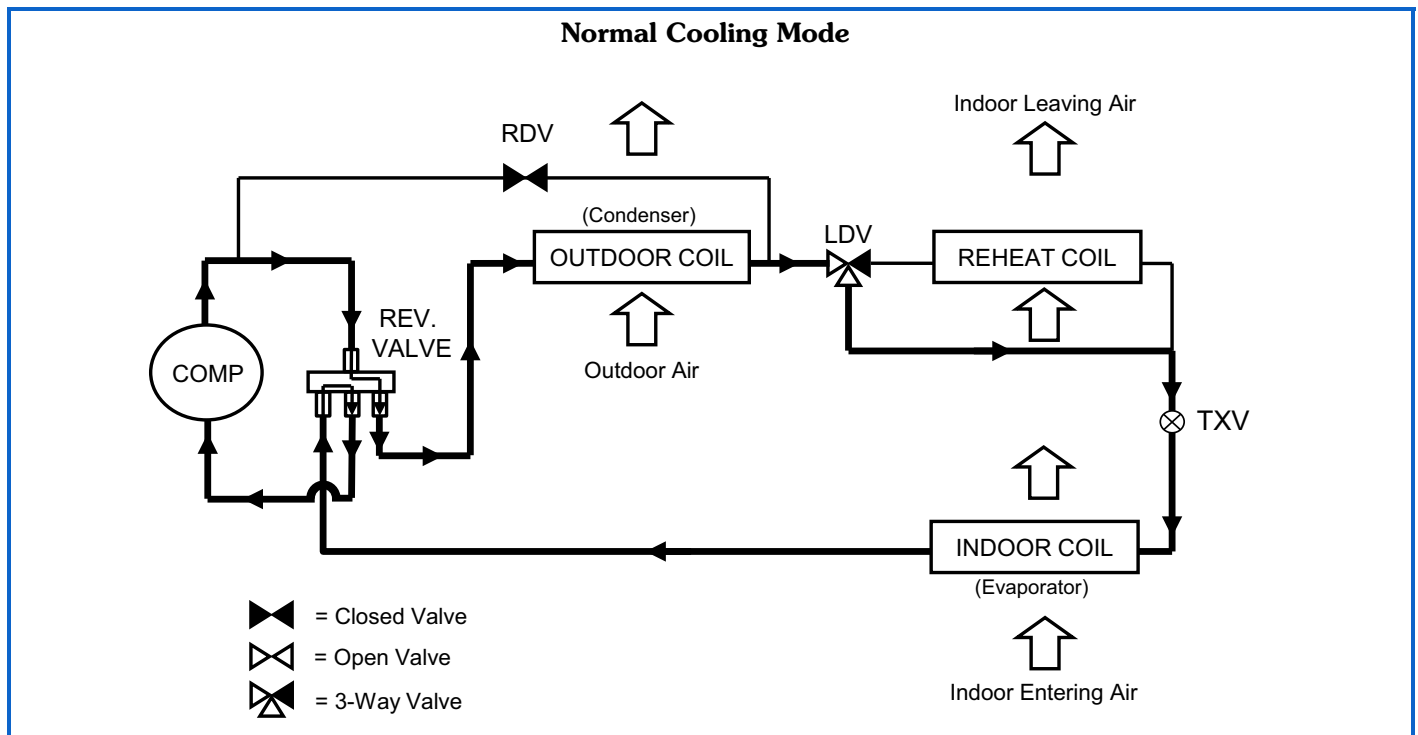 Normal Cooling Mode
Indoor Leaving Air
RDV
(Condenser)
OUTDOOR COIL
LDV
REHEAT COIL
REV.
VALVE
COMP
Outdoor Air
TXV
INDOOR COIL
(Evaporator)
= Closed Valve
= Open Valve
= 3-Way Valve
Indoor Entering Air